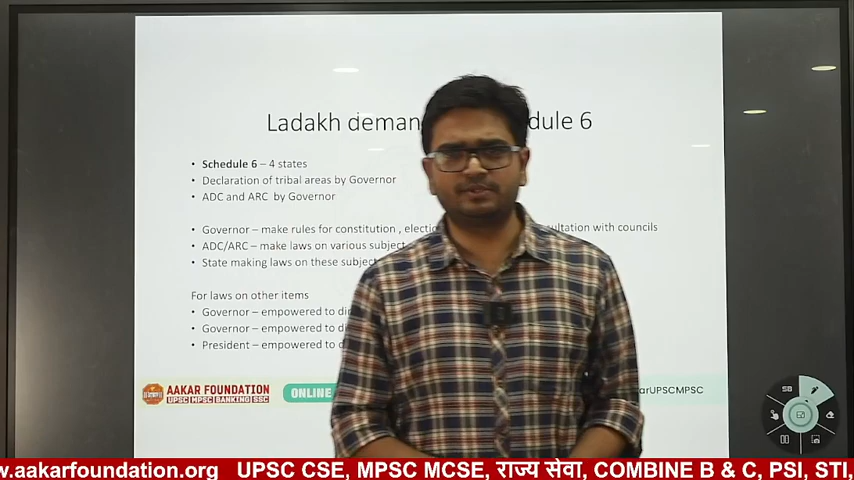 Ladakh deman dule 6
• Schedule 6 – 4 states
• Declaration of tribal areas by Governor
• ADC and ARC by Governor
• Governor – make rules for constitution , electi ultation with councils
• ADC/ARC – make laws on various subject
• State making laws on these subject
For laws on other items
• Governor – empowered to di
• Governor – empowered to di
• President – empowered to d
AAKAR FOUNDATION
UPSC MPSC BANKING SSC
ONLINE
arUPSCMPSC
SB
w.aakarfoundation.org UPSC CSE, MPSC MCSE, राज्य सेवा, COMBINE B & C, PSI, STI,